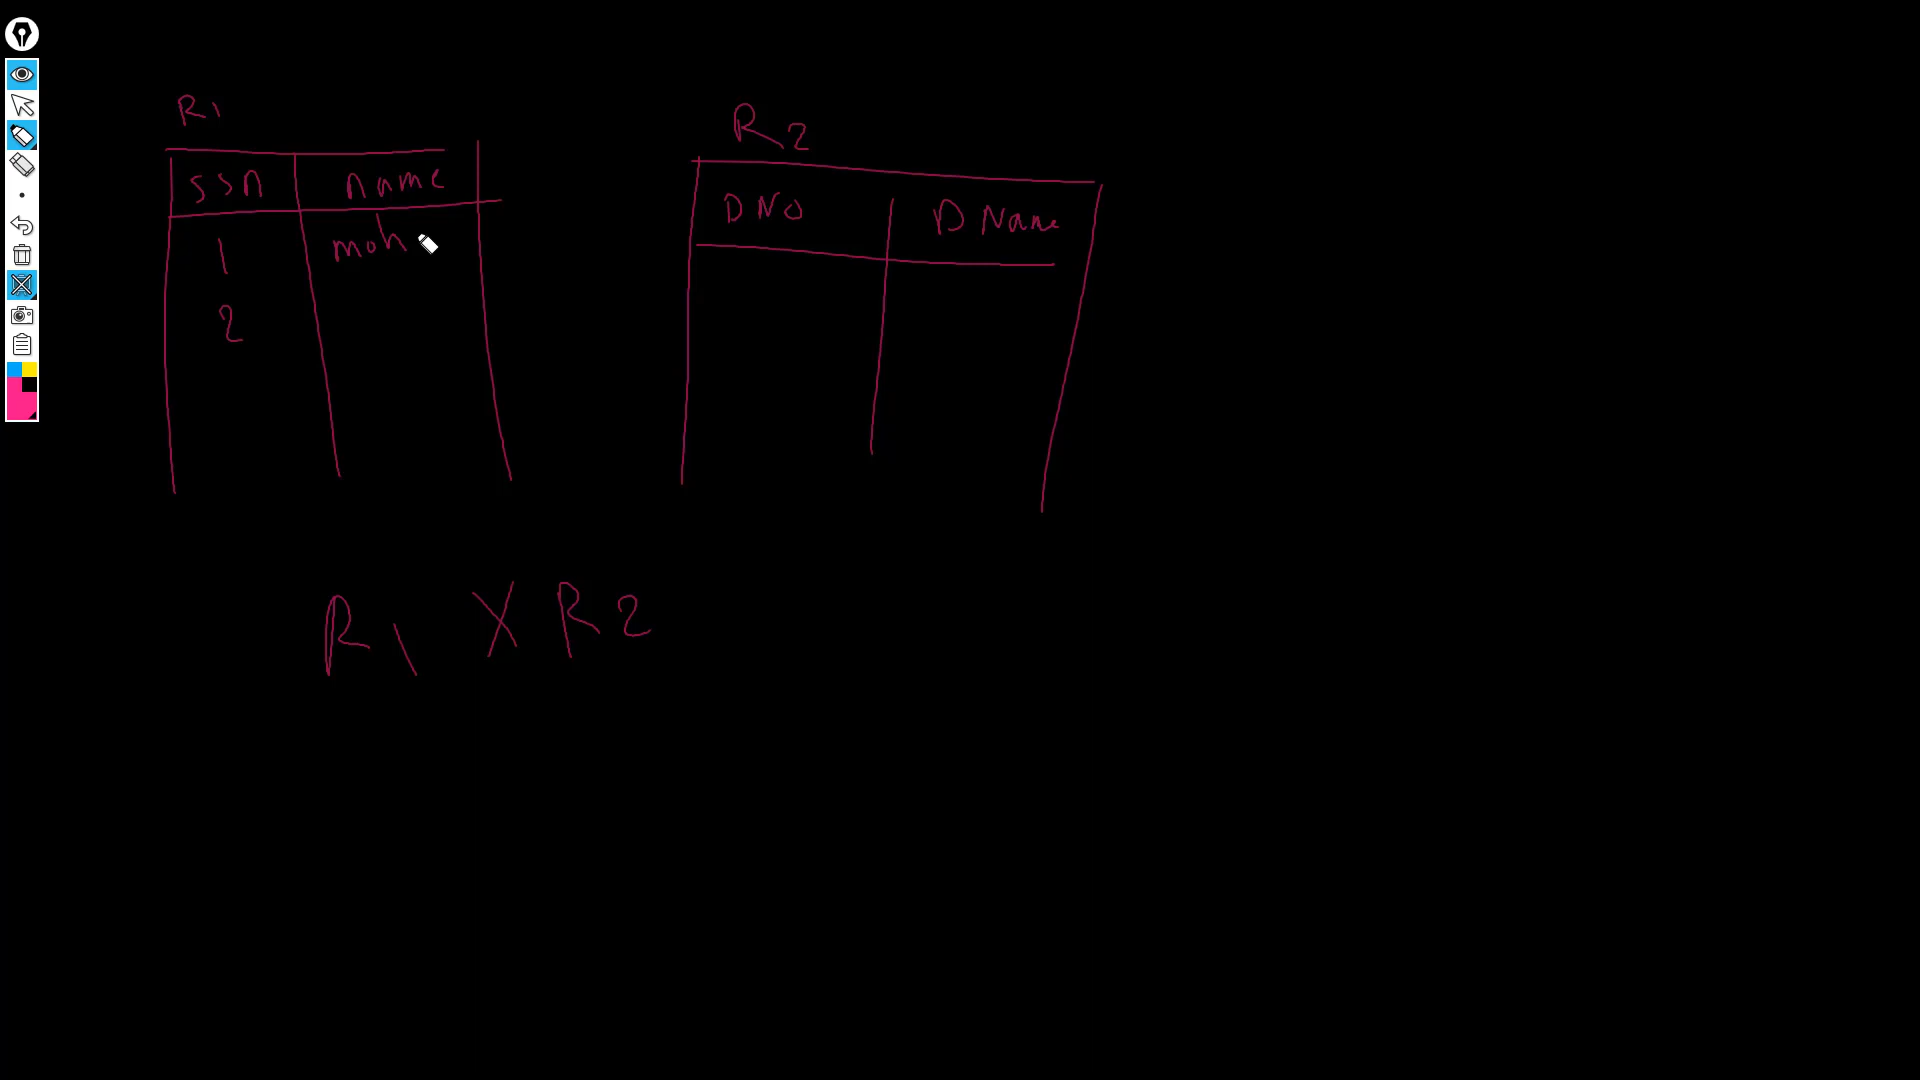 R1
ssn name
1 moh
2
R2
DNO DName
R1 X R2